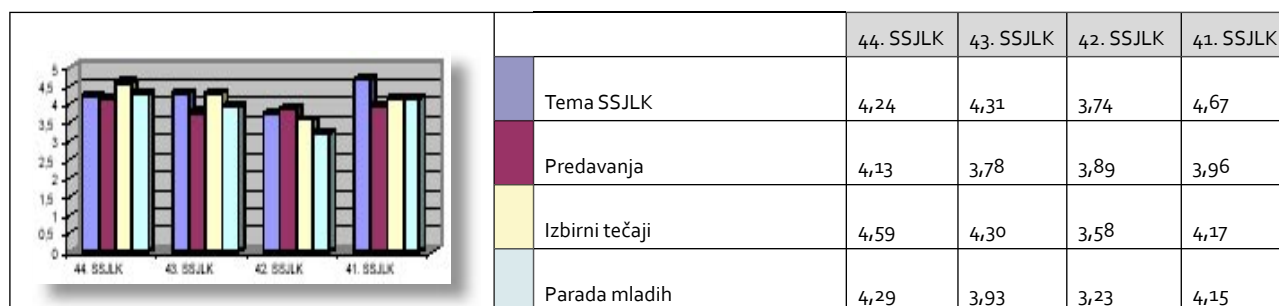 5
4,5
4
3,5
3
2,5
2
1,5
1
0,5
0
44. SSJLK 43. SSJLK 42. SSJLK 41. SSJLK
44. SSJLK 43. SSJLK 42. SSJLK 41. SSJLK
Tema SSJLK 4,24 4,31 3,74 4,67
Predavanja 4,13 3,78 3,89 3,96
Izbirni tečaji 4,59 4,30 3,58 4,17
Parada mladih 4,29 3,93 3,23 4,15